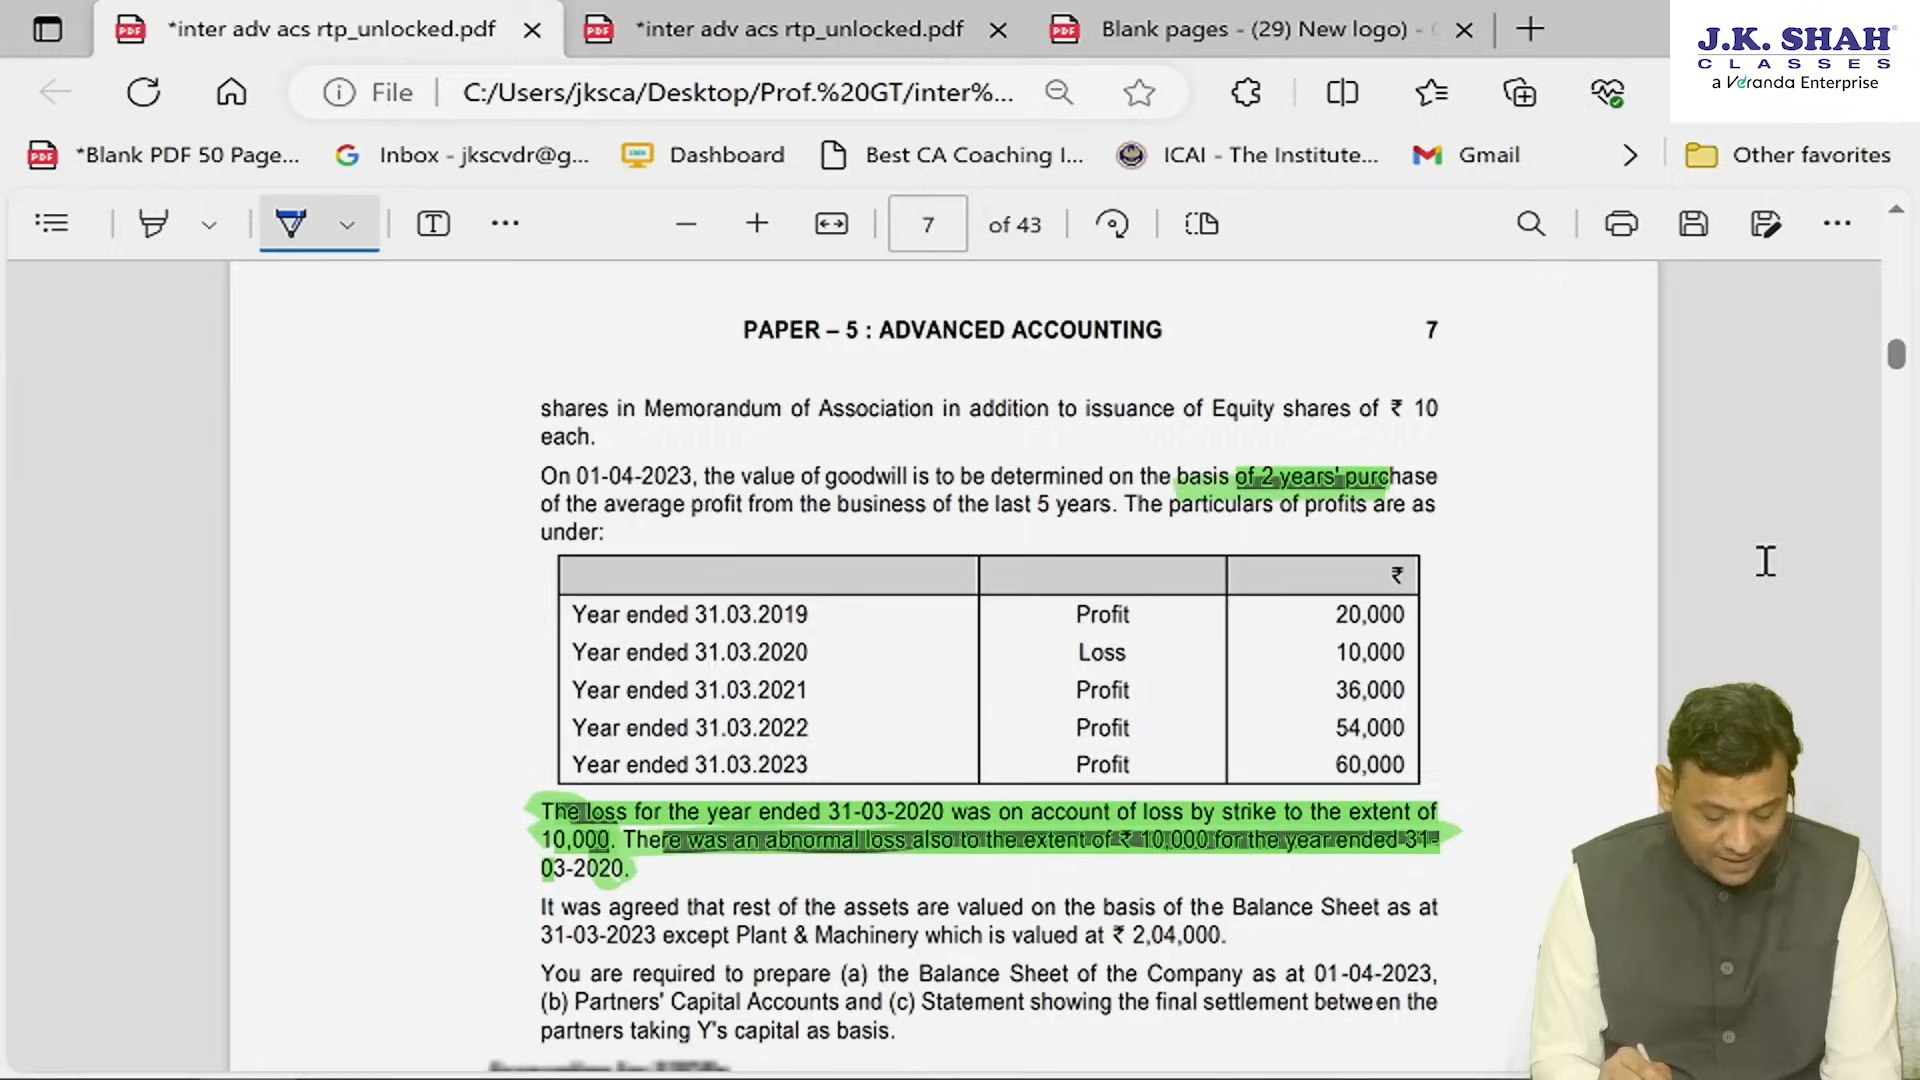 *inter adv acs rtp_unlocked.pdf
*inter adv acs rtp_unlocked.pdf
Blank pages - (29) New logo) -
J.K. SHAH
CLASSES
a Veranda Enterprise
File
C:/Users/jksca/Desktop/Prof.%20GT/inter%...
*Blank PDF 50 Page...
Inbox - jkscvdr@g...
Dashboard
Best CA Coaching I...
ICAI - The Institute...
Gmail
Other favorites
7 of 43
PAPER – 5 : ADVANCED ACCOUNTING 7
shares in Memorandum of Association in addition to issuance of Equity shares of ₹ 10
each.
On 01-04-2023, the value of goodwill is to be determined on the basis of 2 years' purchase
of the average profit from the business of the last 5 years. The particulars of profits are as
under:
₹
Year ended 31.03.2019 Profit 20,000
Year ended 31.03.2020 Loss 10,000
Year ended 31.03.2021 Profit 36,000
Year ended 31.03.2022 Profit 54,000
Year ended 31.03.2023 Profit 60,000
The loss for the year ended 31-03-2020 was on account of loss by strike to the extent of
10,000. There was an abnormal loss also to the extent of ₹ 10,000 for the year ended 31-
03-2020.
It was agreed that rest of the assets are valued on the basis of the Balance Sheet as at
31-03-2023 except Plant & Machinery which is valued at ₹ 2,04,000.
You are required to prepare (a) the Balance Sheet of the Company as at 01-04-2023,
(b) Partners' Capital Accounts and (c) Statement showing the final settlement between the
partners taking Y's capital as basis.